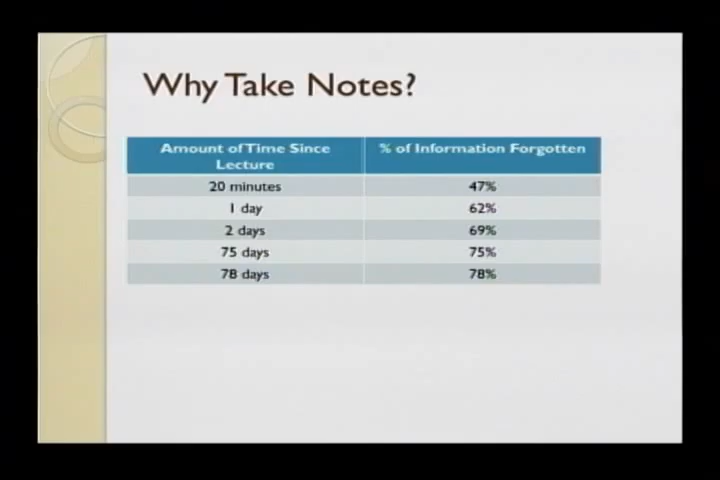 Why Take Notes?
Amount of Time Since % of Information Forgotten
Lecture
20 minutes 47%
1 day 62%
2 days 69%
75 days 75%
78 days 78%